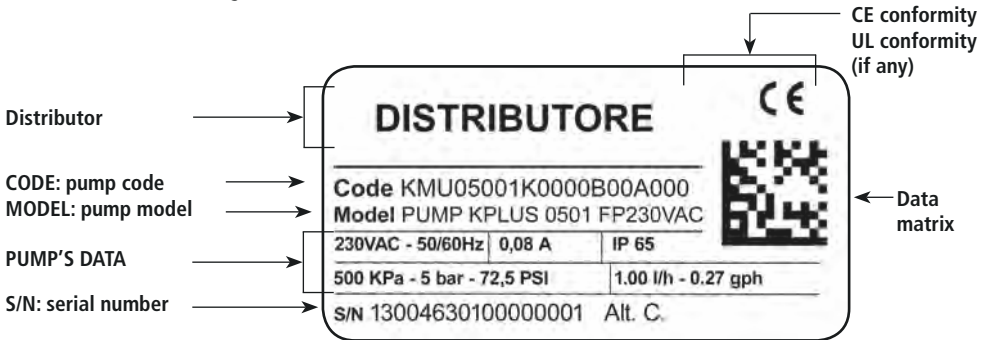 CE conformity
UL conformity
(if any)
Distributor
DISTRIBUTORE
CE
CODE: pump code
MODEL: pump model
Code KMU05001K0000B00A000
Model PUMP KPLUS 0501 FP230VAC
Data
matrix
PUMP'S DATA
230VAC - 50/60Hz 0,08 A IP 65
500 KPa - 5 bar - 72,5 PSI 1.00 l/h - 0.27 gph
S/N: serial number
S/N 13004630100000001 Alt. C.